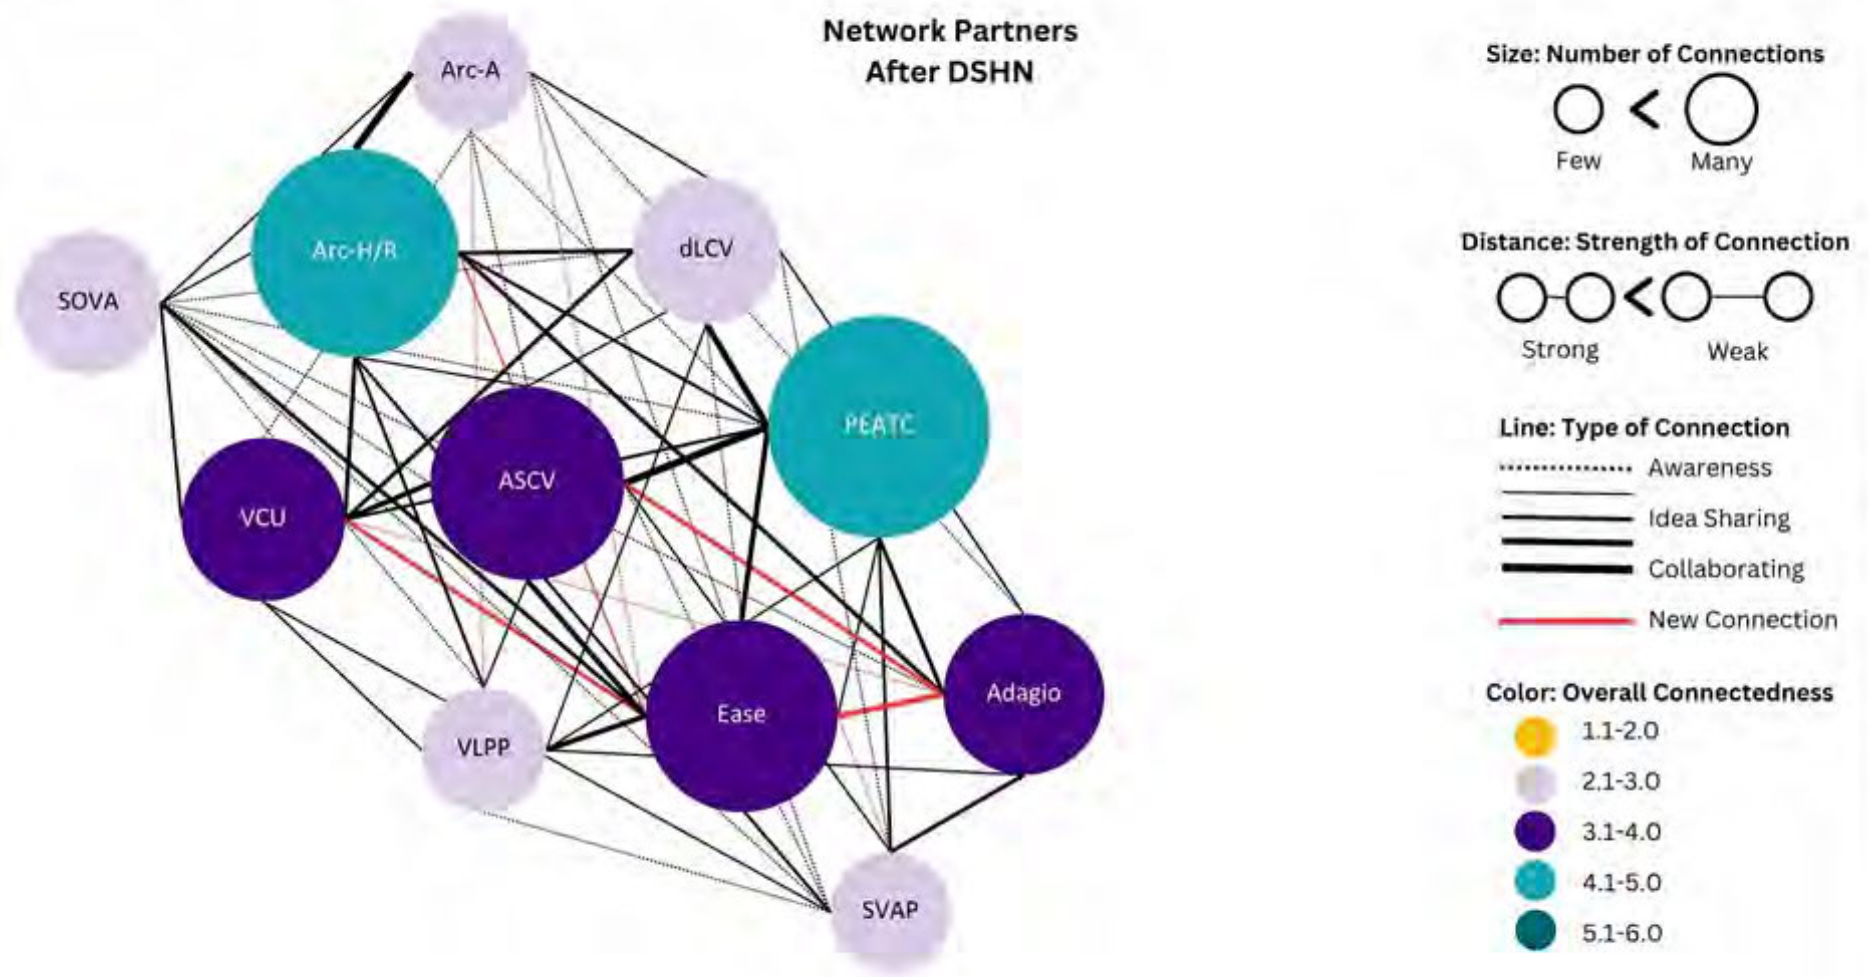 Network Partners
After DSHN
Arc-A
Arc-H/R
dLCV
SOVA
PEATC
ASCV
VCU
Ease
Adagio
VLPP
SVAP
Size: Number of Connections
<
Few Many
Distance: Strength of Connection
<
Strong Weak
Line: Type of Connection
Awareness
Idea Sharing
Collaborating
New Connection
Color: Overall Connectedness
1.1-2.0
2.1-3.0
3.1-4.0
4.1-5.0
5.1-6.0